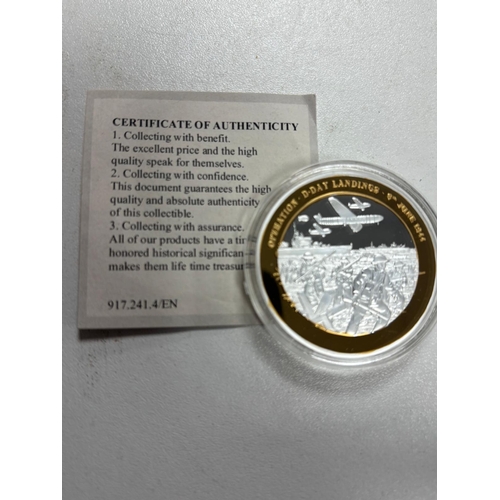 CERTIFICATE OF AUTHENTICITY
1. Collecting with benefit.
The excellent price and the high
quality speak for themselves.
2. Collecting with confidence.
This document guarantees the high
quality and absolute authenticity
of this collectible.
3. Collecting with assurance.
All of our products have a
honored historical
makes them life time
917.241.4/EN
OPERATION · D-DAY LANDINGS · 6th JUNE 1944